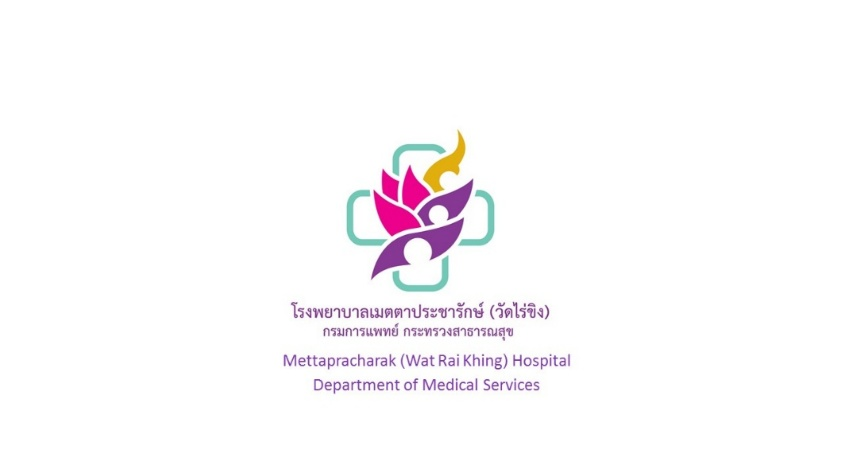 โรงพยาบาลเมตตาประชารักษ์ (วัดไร่ขิง)
กรมการแพทย์ กระทรวงสาธารณสุข
Mettapracharak (Wat Rai Khing) Hospital
Department of Medical Services